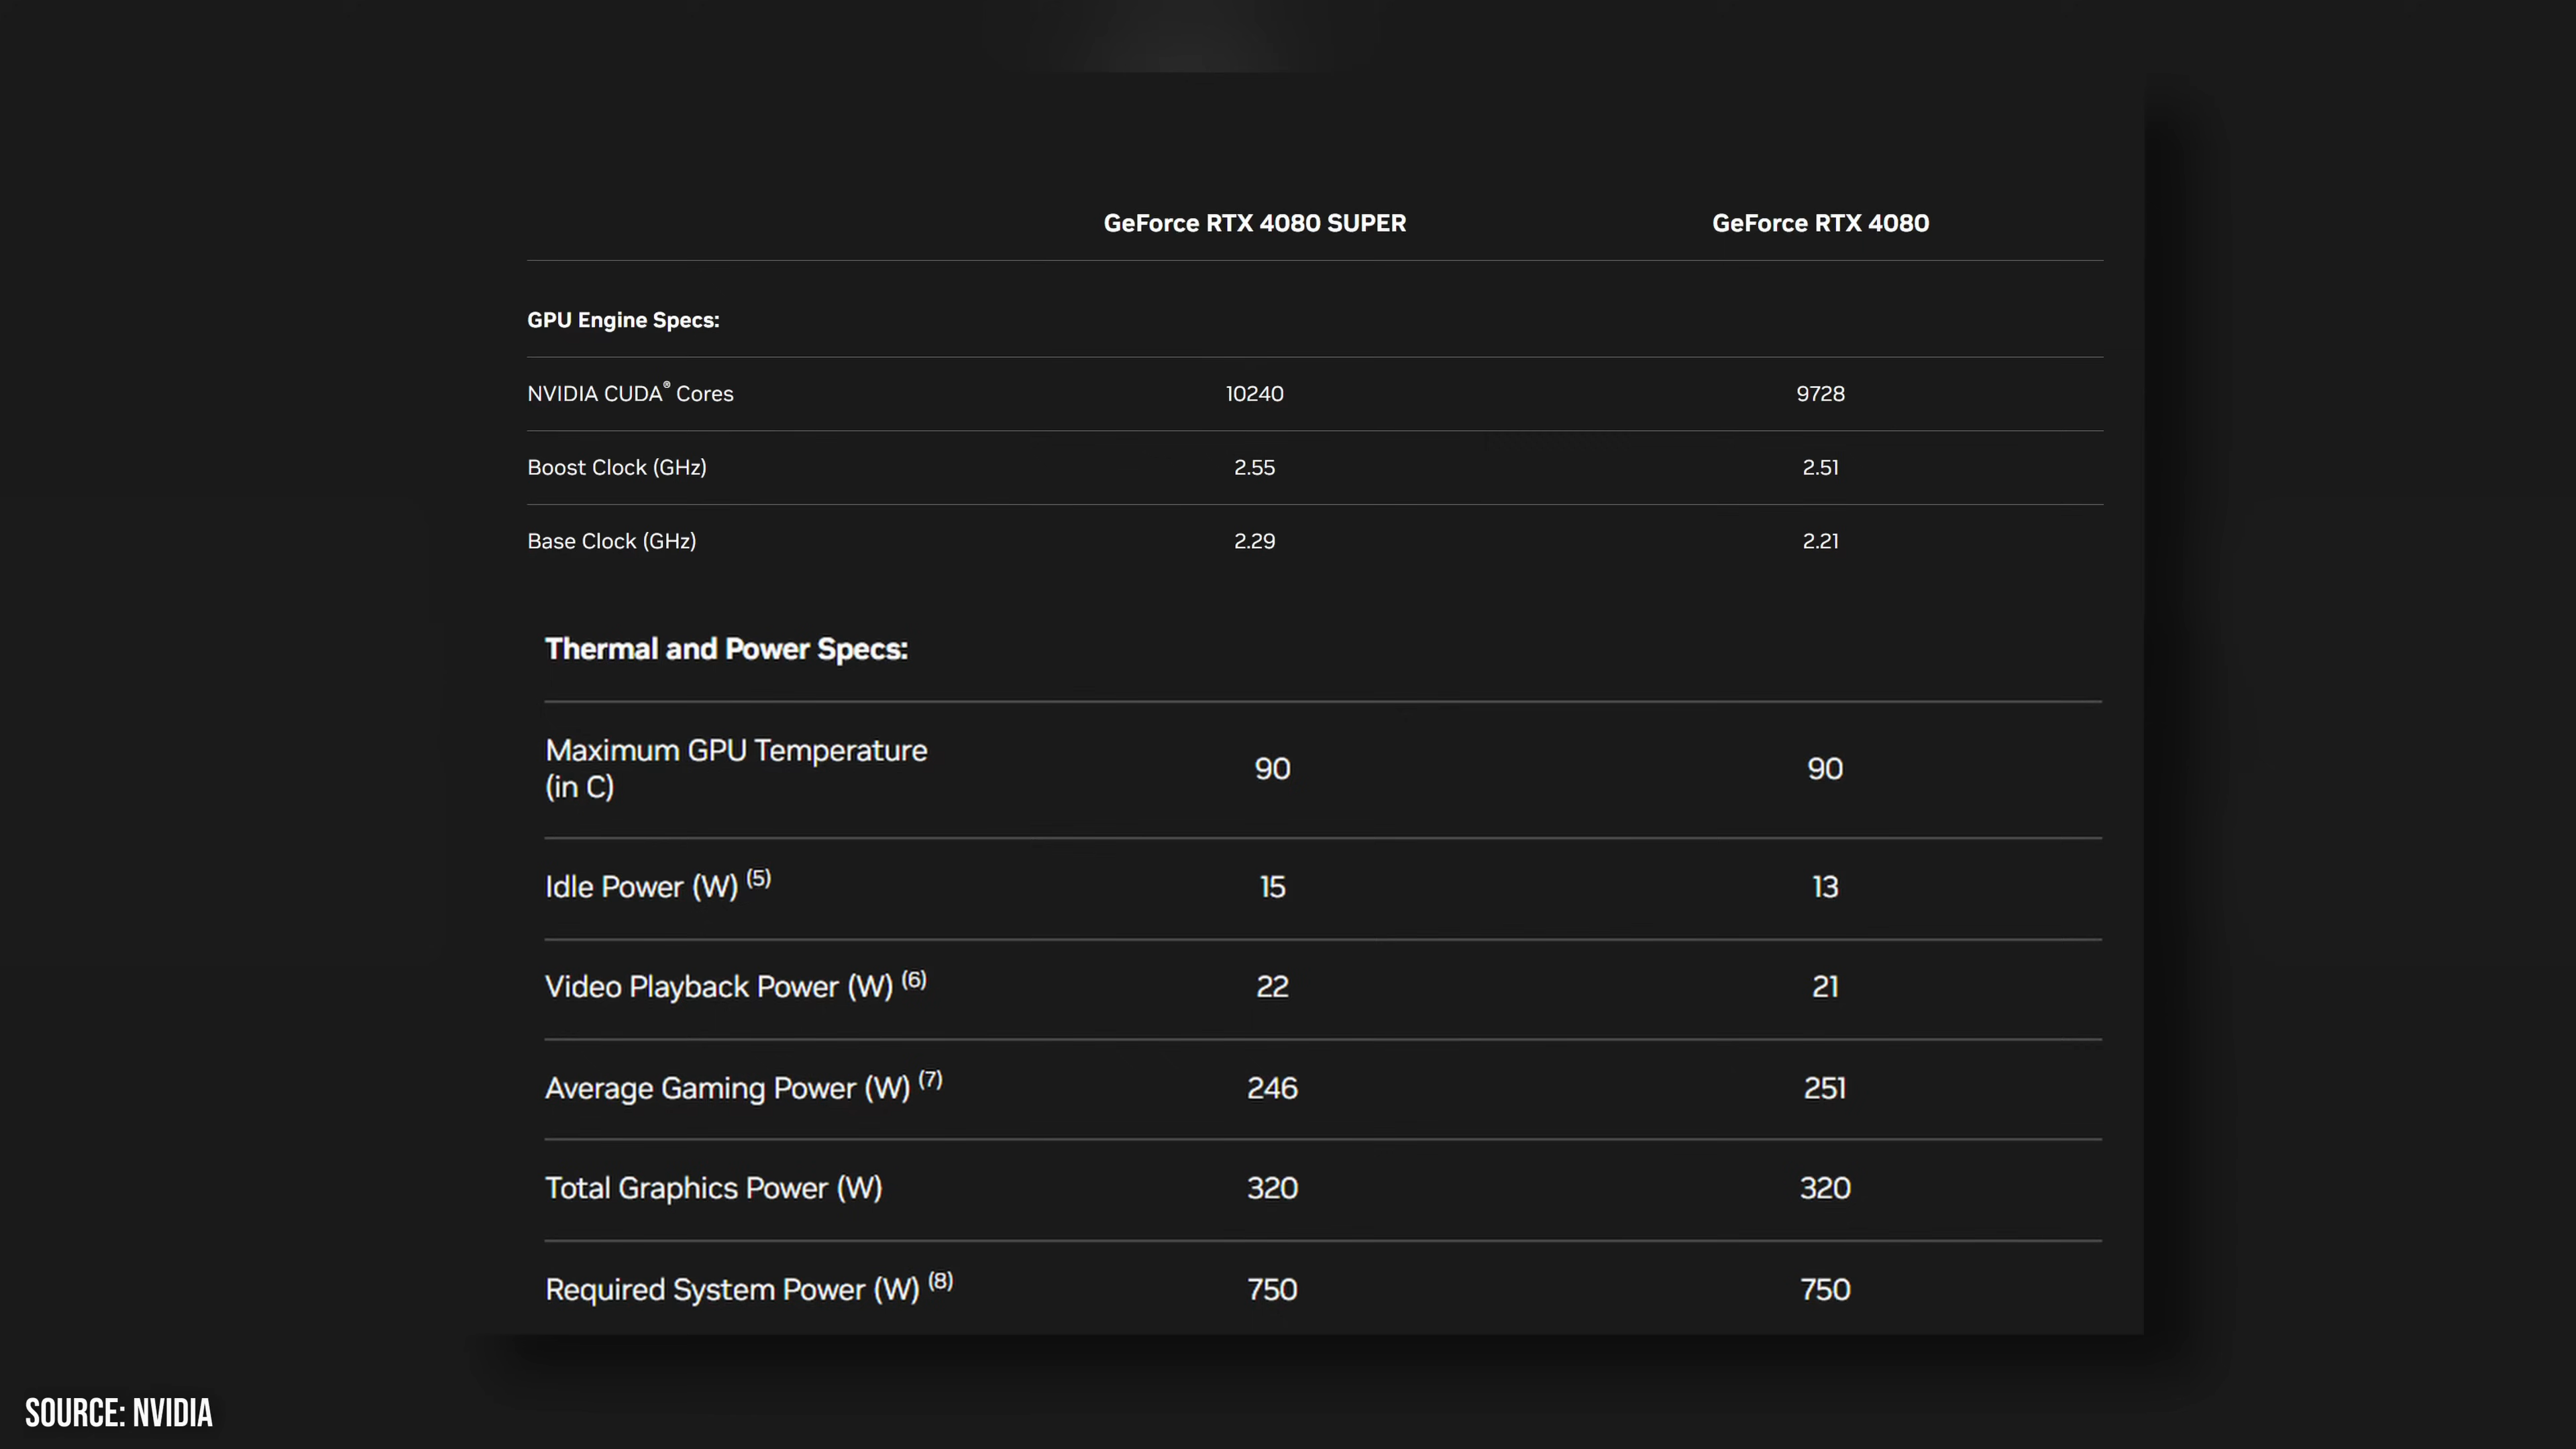 GeForce RTX 4080 SUPER GeForce RTX 4080
GPU Engine Specs:
NVIDIA CUDA® Cores 10240 9728
Boost Clock (GHz) 2.55 2.51
Base Clock (GHz) 2.29 2.21
Thermal and Power Specs:
Maximum GPU Temperature
(in C) 90 90
Idle Power (W) (5) 15 13
Video Playback Power (W) (6) 22 21
Average Gaming Power (W) (7) 246 251
Total Graphics Power (W) 320 320
Required System Power (W) (8) 750 750
SOURCE: NVIDIA